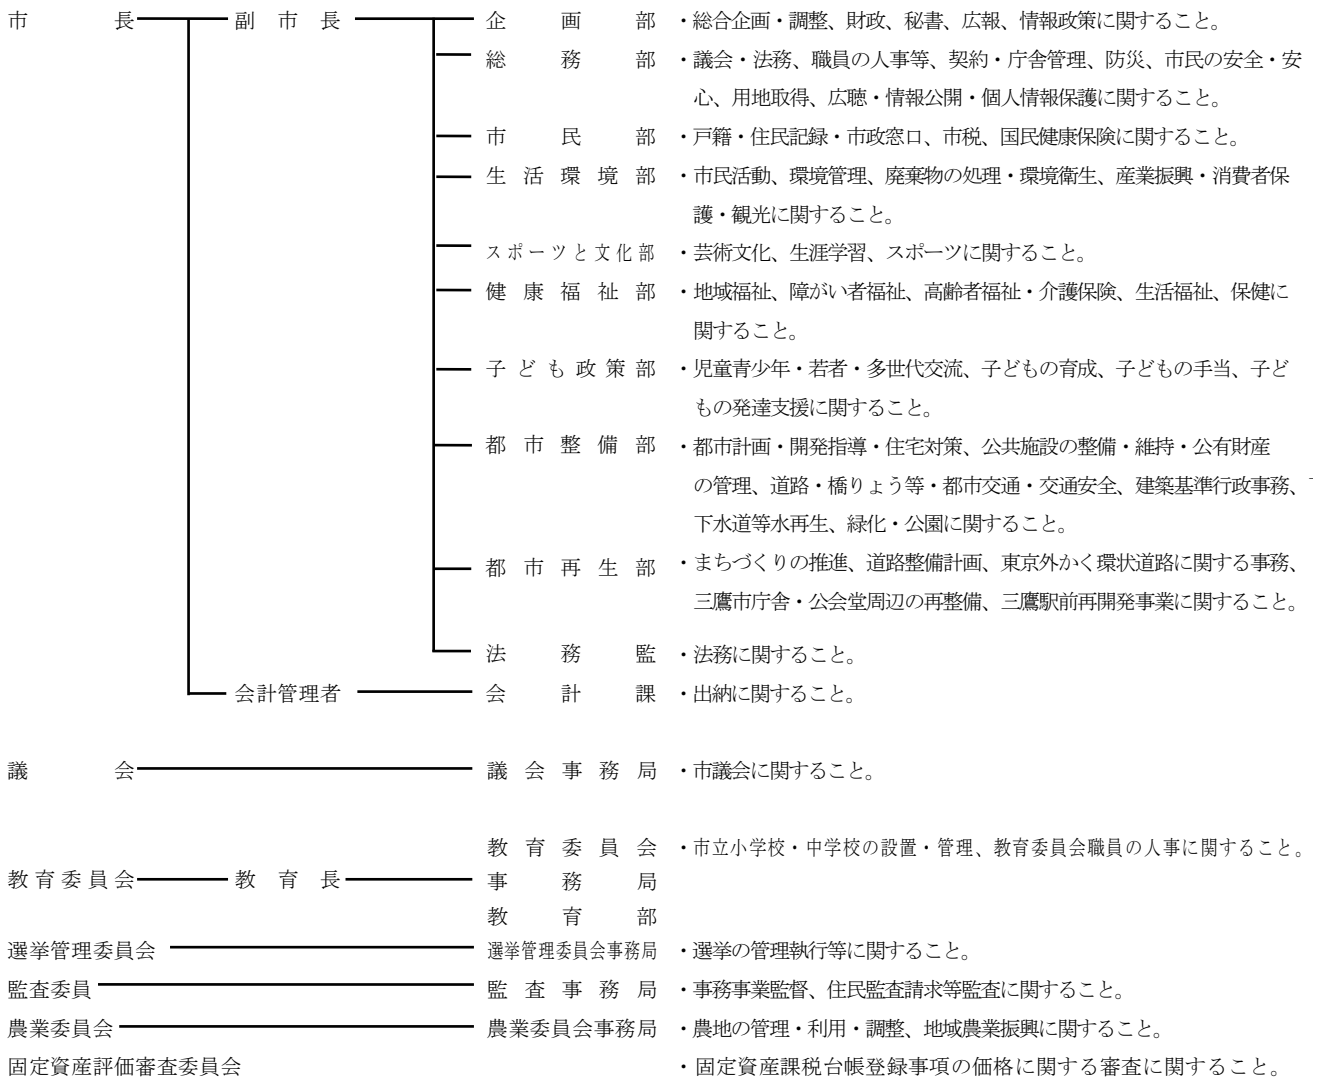 市長 副市長 企画部 ・総合企画・調整、財政、秘書、広報、情報政策に関すること。
総務部 ・議会・法務、職員の人事等、契約・庁舎管理、防災、市民の安全・安
心、用地取得、広聴・情報公開・個人情報保護に関すること。
市民部 ・戸籍・住民記録・市政窓口、市税、国民健康保険に関すること。
生活環境部 ・市民活動、環境管理、廃棄物の処理・環境衛生、産業振興・消費者保
護・観光に関すること。
スポーツと文化部 ・芸術文化、生涯学習、スポーツに関すること。
健康福祉部 ・地域福祉、障がい者福祉、高齢者福祉・介護保険、生活福祉、保健に
関すること。
子ども政策部 ・児童青少年・若者・多世代交流、子どもの育成、子どもの手当、子ど
もの発達支援に関すること。
都市整備部 ・都市計画・開発指導・住宅対策、公共施設の整備・維持・公有財産
の管理、道路・橋りょう等・都市交通・交通安全、建築基準行政事務、
下水道等水再生、緑化・公園に関すること。
都市再生部 ・まちづくりの推進、道路整備計画、東京外かく環状道路に関する事務、
三鷹市庁舎・公会堂周辺の再整備、三鷹駅前再開発事業に関すること。
法務監 ・法務に関すること。
会計管理者 会計課 ・出納に関すること。
議会 議会事務局 ・市議会に関すること。
教育委員会 ・市立小学校・中学校の設置・管理、教育委員会職員の人事に関すること。
教育委員会 教育長 事務局
教育部
選挙管理委員会 選挙管理委員会事務局 ・選挙の管理執行等に関すること。
監査委員 監査事務局 ・事務事業監督、住民監査請求等監査に関すること。
農業委員会 農業委員会事務局 ・農地の管理・利用・調整、地域農業振興に関すること。
固定資産評価審査委員会 ・固定資産課税台帳登録事項の価格に関する審査に関すること。